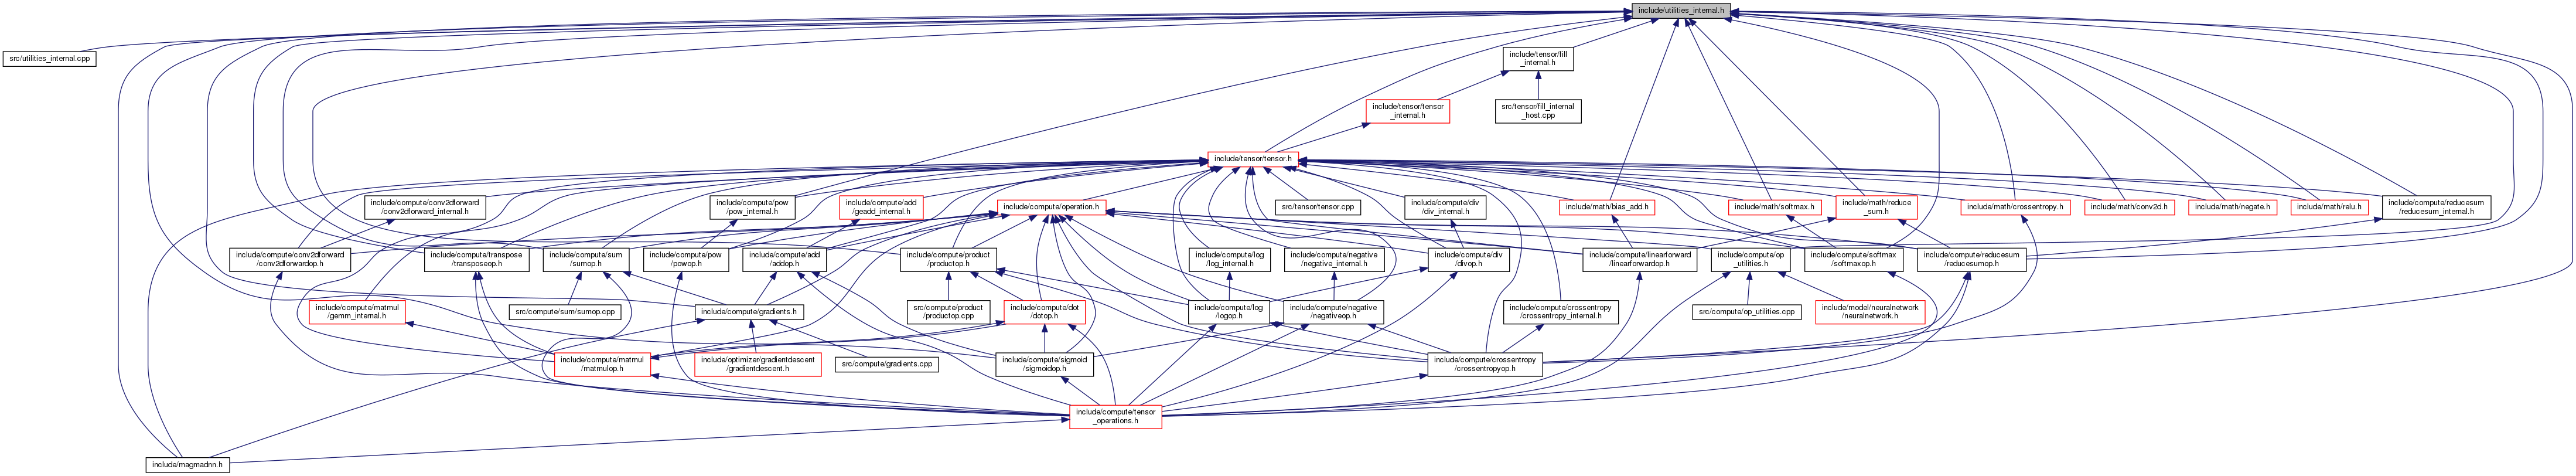 include/utilities_internal.h
src/utilities_internal.cpp
include/tensor/fill
_internal.h
include/tensor/tensor
_internal.h
src/tensor/fill_internal
_host.cpp
include/tensor/tensor.h
include/compute/conv2dforward
/conv2dforward_internal.h
include/compute/pow
/pow_internal.h
include/compute/add
/geadd_internal.h
include/compute/operation.h
src/tensor/tensor.cpp
include/compute/div
/div_internal.h
include/math/bias_add.h
include/math/softmax.h
include/math/reduce
_sum.h
include/math/crossentropy.h
include/math/conv2d.h
include/math/negate.h
include/math/relu.h
include/compute/reducesum
/reducesum_internal.h
include/compute/conv2dforward
/conv2dforwardop.h
include/compute/transpose
/transposeop.h
include/compute/sum
/sumop.h
include/compute/pow
/powop.h
include/compute/add
/addop.h
include/compute/product
/productop.h
include/compute/log
/log_internal.h
include/compute/negative
/negative_internal.h
include/compute/div
/divop.h
include/compute/linearforward
/linearforwardop.h
include/compute/op
_utilities.h
include/compute/softmax
/softmaxop.h
include/compute/reducesum
/reducesumop.h
include/compute/matmul
/gemm_internal.h
src/compute/sum/sumop.cpp
include/compute/gradients.h
src/compute/product
/productop.cpp
include/compute/dot
/dotop.h
include/compute/log
/logop.h
include/compute/negative
/negativeop.h
include/compute/crossentropy
/crossentropy_internal.h
src/compute/op_utilities.cpp
include/model/neuralnetwork
/neuralnetwork.h
include/compute/matmul
/matmulop.h
include/optimizer/gradientdescent
/gradientdescent.h
src/compute/gradients.cpp
include/compute/sigmoid
/sigmoidop.h
include/compute/crossentropy
/crossentropyop.h
include/compute/tensor
_operations.h
include/magmadnn.h